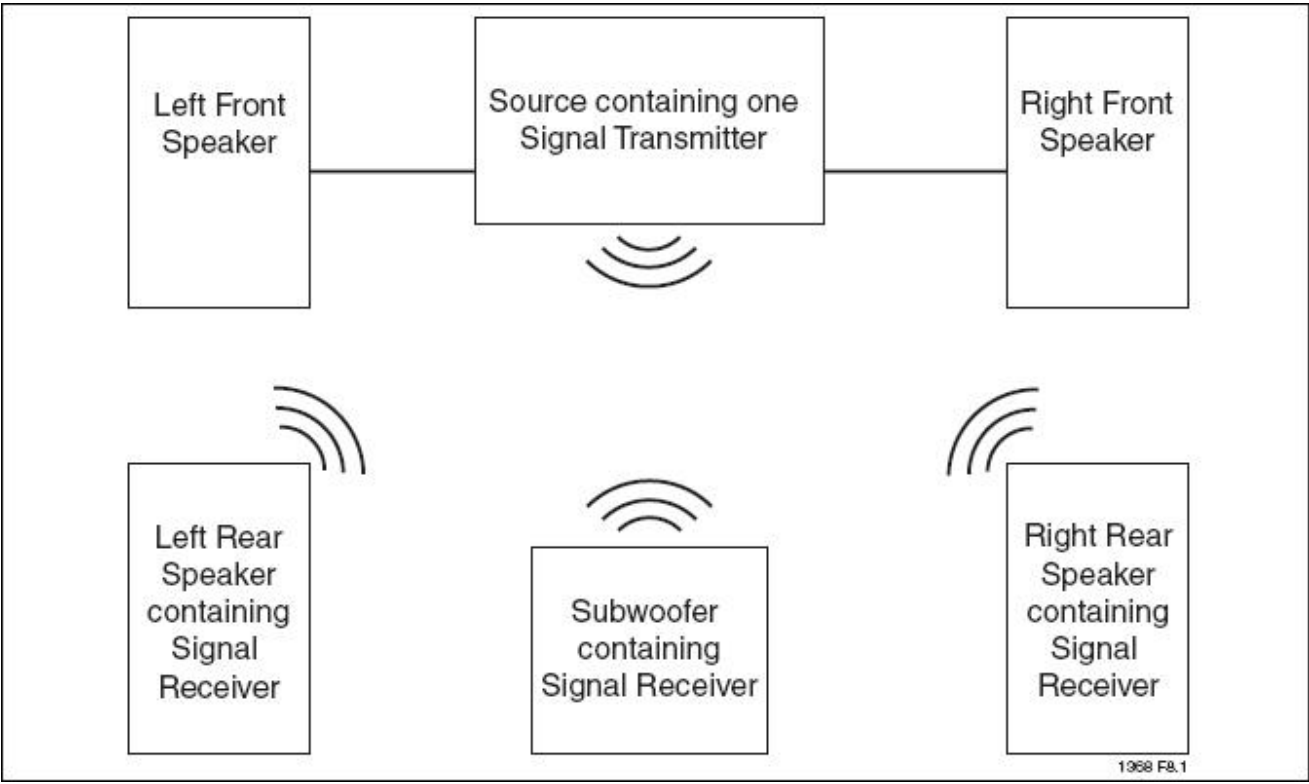 Left Front
Speaker
Source containing one
Signal Transmitter
Right Front
Speaker
Left Rear
Speaker
containing
Signal
Receiver
Subwoofer
containing
Signal Receiver
Right Rear
Speaker
containing
Signal
Receiver
1368 F8.1